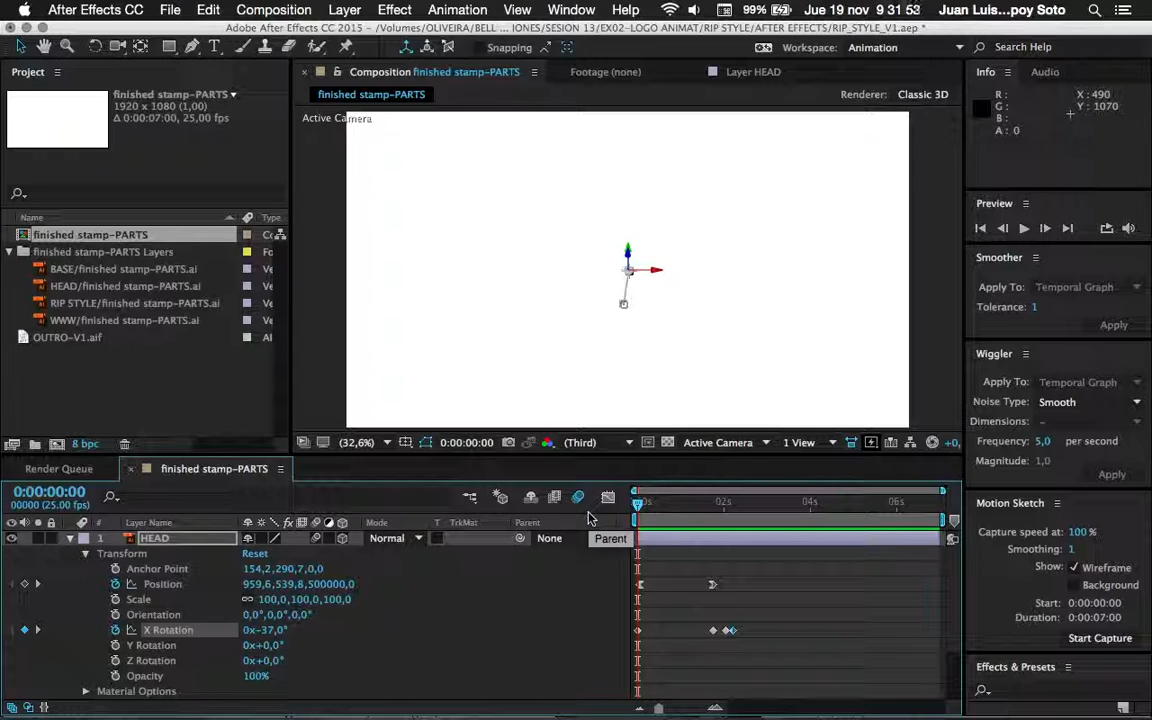 After Effects CC File Edit Composition Layer Effect Animation View Window Help 99% Jue 19 nov 9:31:53 Juan Luis...poy Soto
/Volumes/OLIVEIRA/BELL ... IONES/SESION 13/EX02-LOGO ANIMAT/RIP STYLE/AFTER EFFECTS/RIP_STYLE_V1.aep *
Snapping Workspace: Animation Search Help
Project
Composition finished stamp-PARTS Footage (none) Layer HEAD
Info Audio
finished stamp-PARTS
1920 x 1080 (1,00)
Δ 0:00:07:00, 25,00 fps
finished stamp-PARTS
Renderer: Classic 3D
Active Camera
R: X: 490
G: Y: 1070
B:
A: 0
Name Type
finished stamp-PARTS Co
finished stamp-PARTS Layers Fo
BASE/finished stamp-PARTS.ai Ve
HEAD/finished stamp-PARTS.ai Ve
RIP STYLE/finished stamp-PARTS.ai Ve
WWW/finished stamp-PARTS.ai Ve
OUTRO-V1.aif AI
8 bpc
(32,6%) 0:00:00:00 (Third) Active Camera 1 View +0,
Preview
Smoother
Apply To: Temporal Graph
Tolerance: 1
Apply
Wiggler
Apply To: Temporal Graph
Noise Type: Smooth
Dimensions: -
Frequency: 5,0 per second
Magnitude: 1,0
Apply
Motion Sketch
Capture speed at: 100 %
Smoothing: 1
Show: Wireframe
Background
Start: 0:00:00:00
Duration: 0:00:07:00
Start Capture
Effects & Presets
Render Queue finished stamp-PARTS
0:00:00:00
00000 (25.00 fps)
0s 02s 04s 06s
# Layer Name Mode T TrkMat Parent
1 HEAD Normal None
Parent
Transform Reset
Anchor Point 154,2,290,7,0,0
Position 959,6,539,8,500000,0
Scale 100,0,100,0,100,0
Orientation 0,0°,0,0°,0,0°
X Rotation 0x-37,0°
Y Rotation 0x+0,0°
Z Rotation 0x+0,0°
Opacity 100%
Material Options